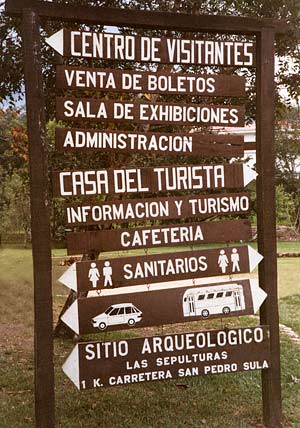 CENTRO DE VISITANTES
VENTA DE BOLETOS
SALA DE EXHIBICIONES
ADMINISTRACION
CASA DEL TURISTA
INFORMACION Y TURISMO
CAFETERIA
SANITARIOS
SITIO ARQUEOLOGICO
LAS SEPULTURAS
1 K. CARRETERA SAN PEDRO SULA